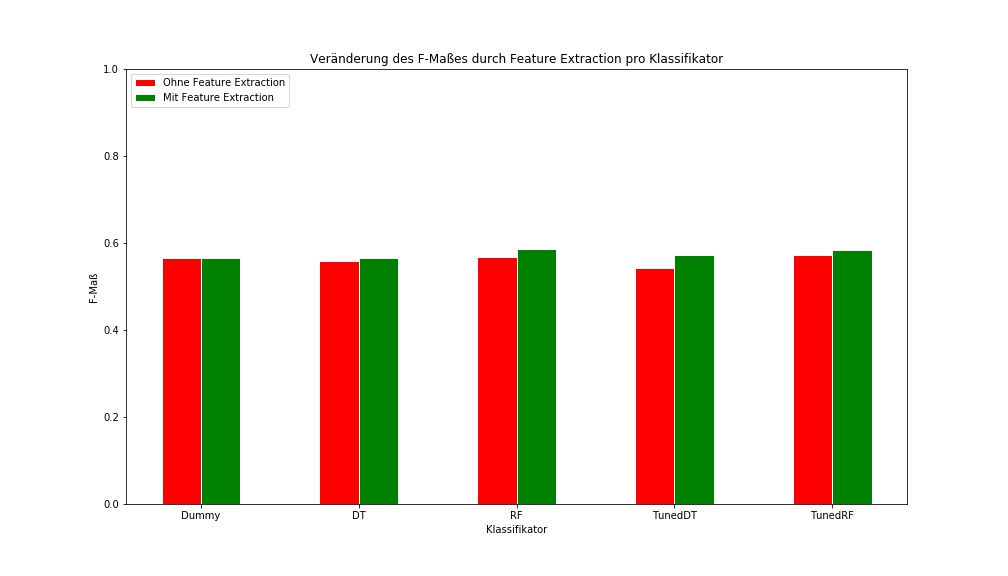 Veränderung des F-Maßes durch Feature Extraction pro Klassifikator
1.0
Ohne Feature Extraction
Mit Feature Extraction
0.8
0.6
F-Maß
0.4
0.2
0.0
Dummy DT RF TunedDT TunedRF
Klassifikator